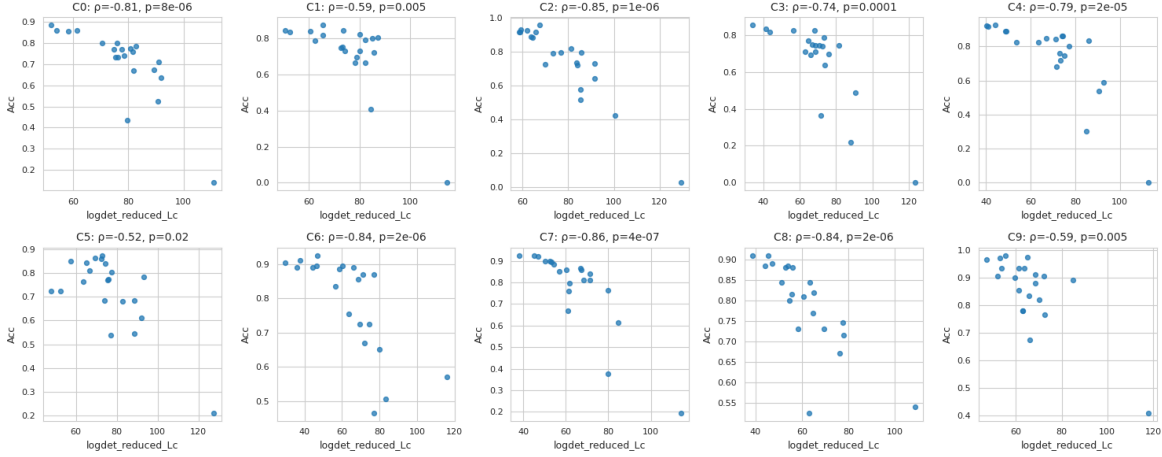 C0: ρ=-0.81, p=8e-06
Acc
0.9
0.8
0.7
0.6
0.5
0.4
0.3
0.2
60 80 100
logdet_reduced_Lc
C1: ρ=-0.59, p=0.005
Acc
0.8
0.6
0.4
0.2
0.0
60 80 100
logdet_reduced_Lc
C2: ρ=-0.85, p=1e-06
Acc
1.0
0.8
0.6
0.4
0.2
0.0
60 80 100 120
logdet_reduced_Lc
C3: ρ=-0.74, p=0.0001
Acc
0.8
0.6
0.4
0.2
0.0
40 60 80 100 120
logdet_reduced_Lc
C4: ρ=-0.79, p=2e-05
Acc
0.8
0.6
0.4
0.2
0.0
40 60 80 100
logdet_reduced_Lc
C5: ρ=-0.52, p=0.02
Acc
0.9
0.8
0.7
0.6
0.5
0.4
0.3
0.2
60 80 100 120
logdet_reduced_Lc
C6: ρ=-0.84, p=2e-06
Acc
0.9
0.8
0.7
0.6
0.5
40 60 80 100 120
logdet_reduced_Lc
C7: ρ=-0.86, p=4e-07
Acc
0.9
0.8
0.7
0.6
0.5
0.4
0.3
0.2
40 60 80 100
logdet_reduced_Lc
C8: ρ=-0.84, p=2e-06
Acc
0.90
0.85
0.80
0.75
0.70
0.65
0.60
0.55
40 60 80 100
logdet_reduced_Lc
C9: ρ=-0.59, p=0.005
Acc
1.0
0.9
0.8
0.7
0.6
0.5
0.4
60 80 100 120
logdet_reduced_Lc